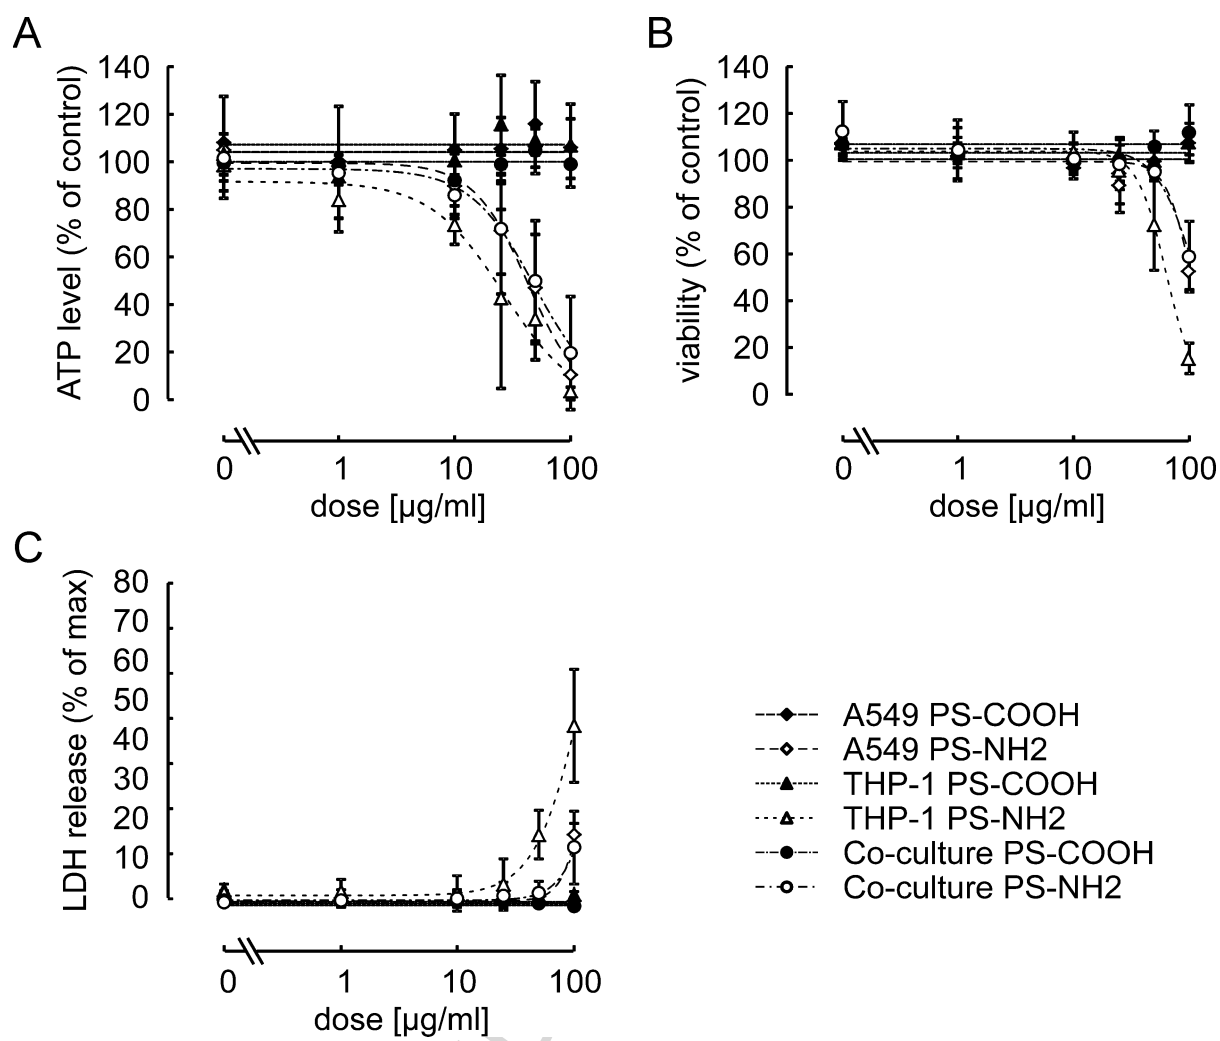 A
ATP level (% of control)
140
120
100
80
60
40
20
0
0 1 10 100
dose [µg/ml]
B
viability (% of control)
140
120
100
80
60
40
20
0
0 1 10 100
dose [µg/ml]
C
LDH release (% of max)
80
70
60
50
40
30
20
10
0
0 1 10 100
dose [µg/ml]
A549 PS-COOH
A549 PS-NH2
THP-1 PS-COOH
THP-1 PS-NH2
Co-culture PS-COOH
Co-culture PS-NH2